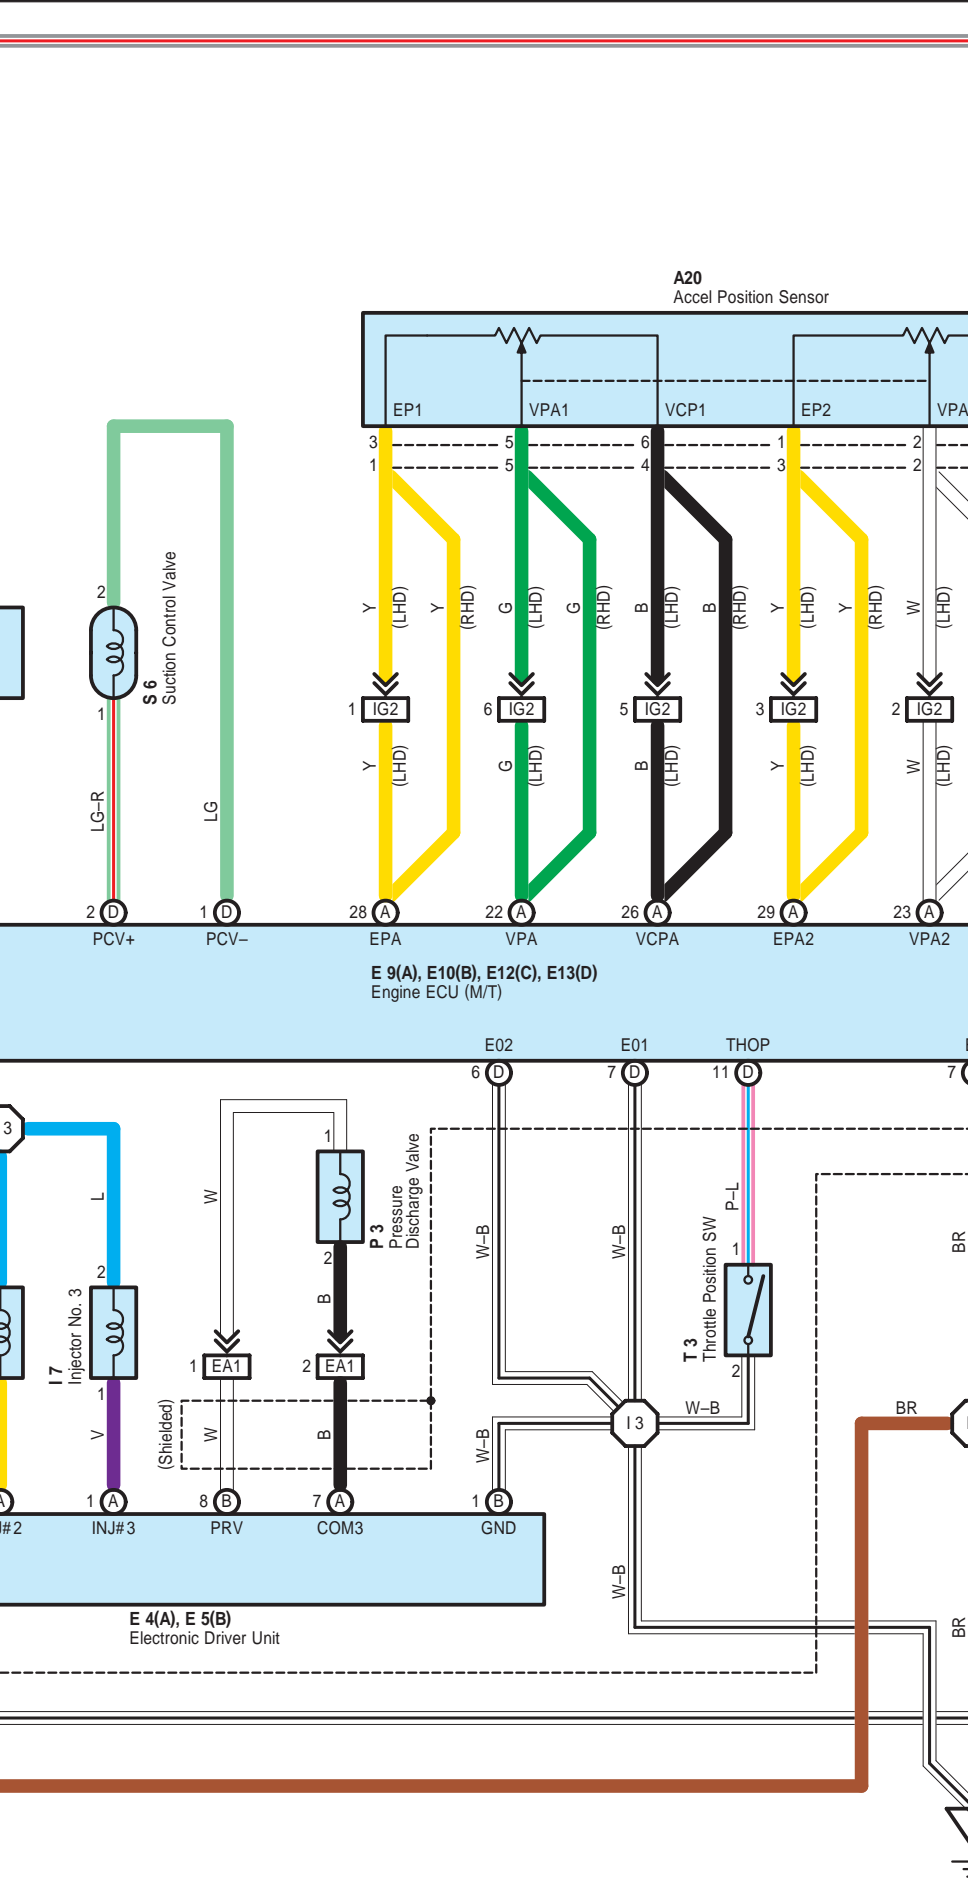 A20
Accel Position Sensor
EP1 VPA1 VCP1 EP2 VPA
3 5 6 1 2
1 5 4 3 2
2
S 6
Suction Control Valve
1
LG–R
LG
Y (LHD) Y (RHD) G (LHD) G (RHD) B (LHD) B (RHD) Y (LHD) Y (RHD) W (LHD)
1 IG2 6 IG2 5 IG2 3 IG2 2 IG2
Y (LHD) G (LHD) B (LHD) Y (LHD) W (LHD)
2 D 1 D 28 A 22 A 26 A 29 A 23 A
PCV+ PCV– EPA VPA VCPA EPA2 VPA2
E 9(A), E10(B), E12(C), E13(D)
Engine ECU (M/T)
E02 E01 THOP
6 D 7 D 11 D 7
3
1
P 3
Pressure
Discharge Valve
2
L
W
B
W–B
W–B
P–L
BR
2
I 7
Injector No. 3
1
1
T 3
Throttle Position SW
2
1 EA1 2 EA1
(Shielded)
V
W
B
W–B
I 3
W–B
BR
A 1 A 8 B 7 A 1 B
#2 INJ#3 PRV COM3 GND
W–B
BR
E 4(A), E 5(B)
Electronic Driver Unit